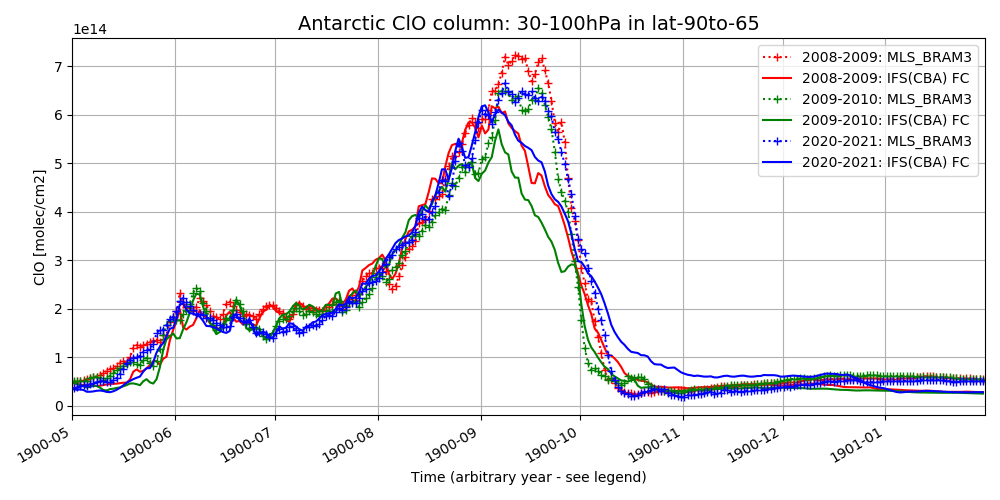 Antarctic ClO column: 30-100hPa in lat-90to-65
1e14
7
6
5
4
3
2
1
0
ClO [molec/cm2]
2008-2009: MLS_BRAM3
2008-2009: IFS(CBA) FC
2009-2010: MLS_BRAM3
2009-2010: IFS(CBA) FC
2020-2021: MLS_BRAM3
2020-2021: IFS(CBA) FC
1900-05
1900-06
1900-07
1900-08
1900-09
1900-10
1900-11
1900-12
1901-01
Time (arbitrary year - see legend)